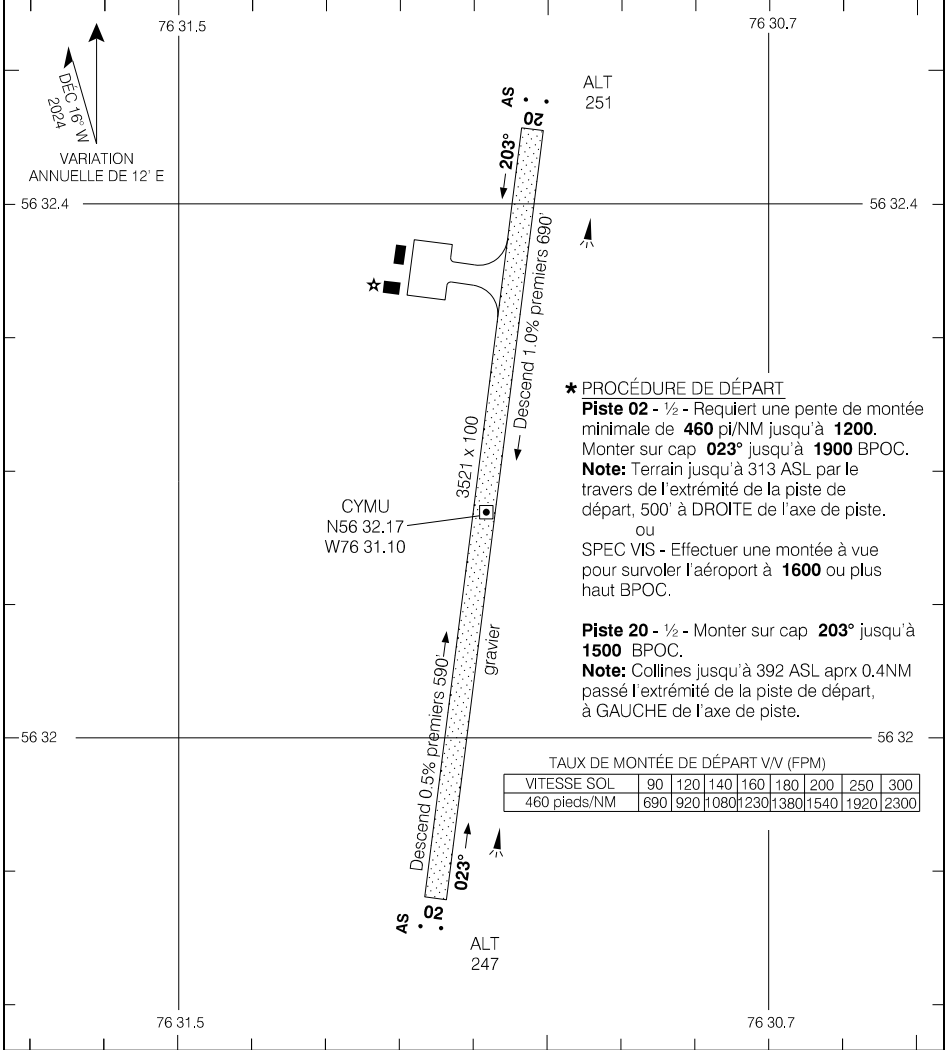 76 31.5
76 30.7
DÉC 16° W
2024
VARIATION
ANNUELLE DE 12' E
AS
20
ALT
251
203°
56 32.4
56 32.4
Descend 1.0% premiers 690'
3521 x 100
CYMU
N56 32.17
W76 31.10
* PROCÉDURE DE DÉPART
Piste 02 - ½ - Requiert une pente de montée
minimale de 460 pi/NM jusqu'à 1200.
Monter sur cap 023° jusqu'à 1900 BPOC.
Note: Terrain jusqu'à 313 ASL par le
travers de l'extrémité de la piste de
départ, 500' à DROITE de l'axe de piste.
ou
SPEC VIS - Effectuer une montée à vue
pour survoler l'aéroport à 1600 ou plus
haut BPOC.
Piste 20 - ½ - Monter sur cap 203° jusqu'à
1500 BPOC.
Note: Collines jusqu'à 392 ASL aprx 0.4NM
passé l'extrémité de la piste de départ,
à GAUCHE de l'axe de piste.
gravier
Descend 0.5% premiers 590'
56 32
56 32
TAUX DE MONTÉE DE DÉPART V/V (FPM)
VITESSE SOL 90 120 140 160 180 200 250 300
460 pieds/NM 690 920 1080 1230 1380 1540 1920 2300
023°
AS
02
ALT
247
76 31.5
76 30.7